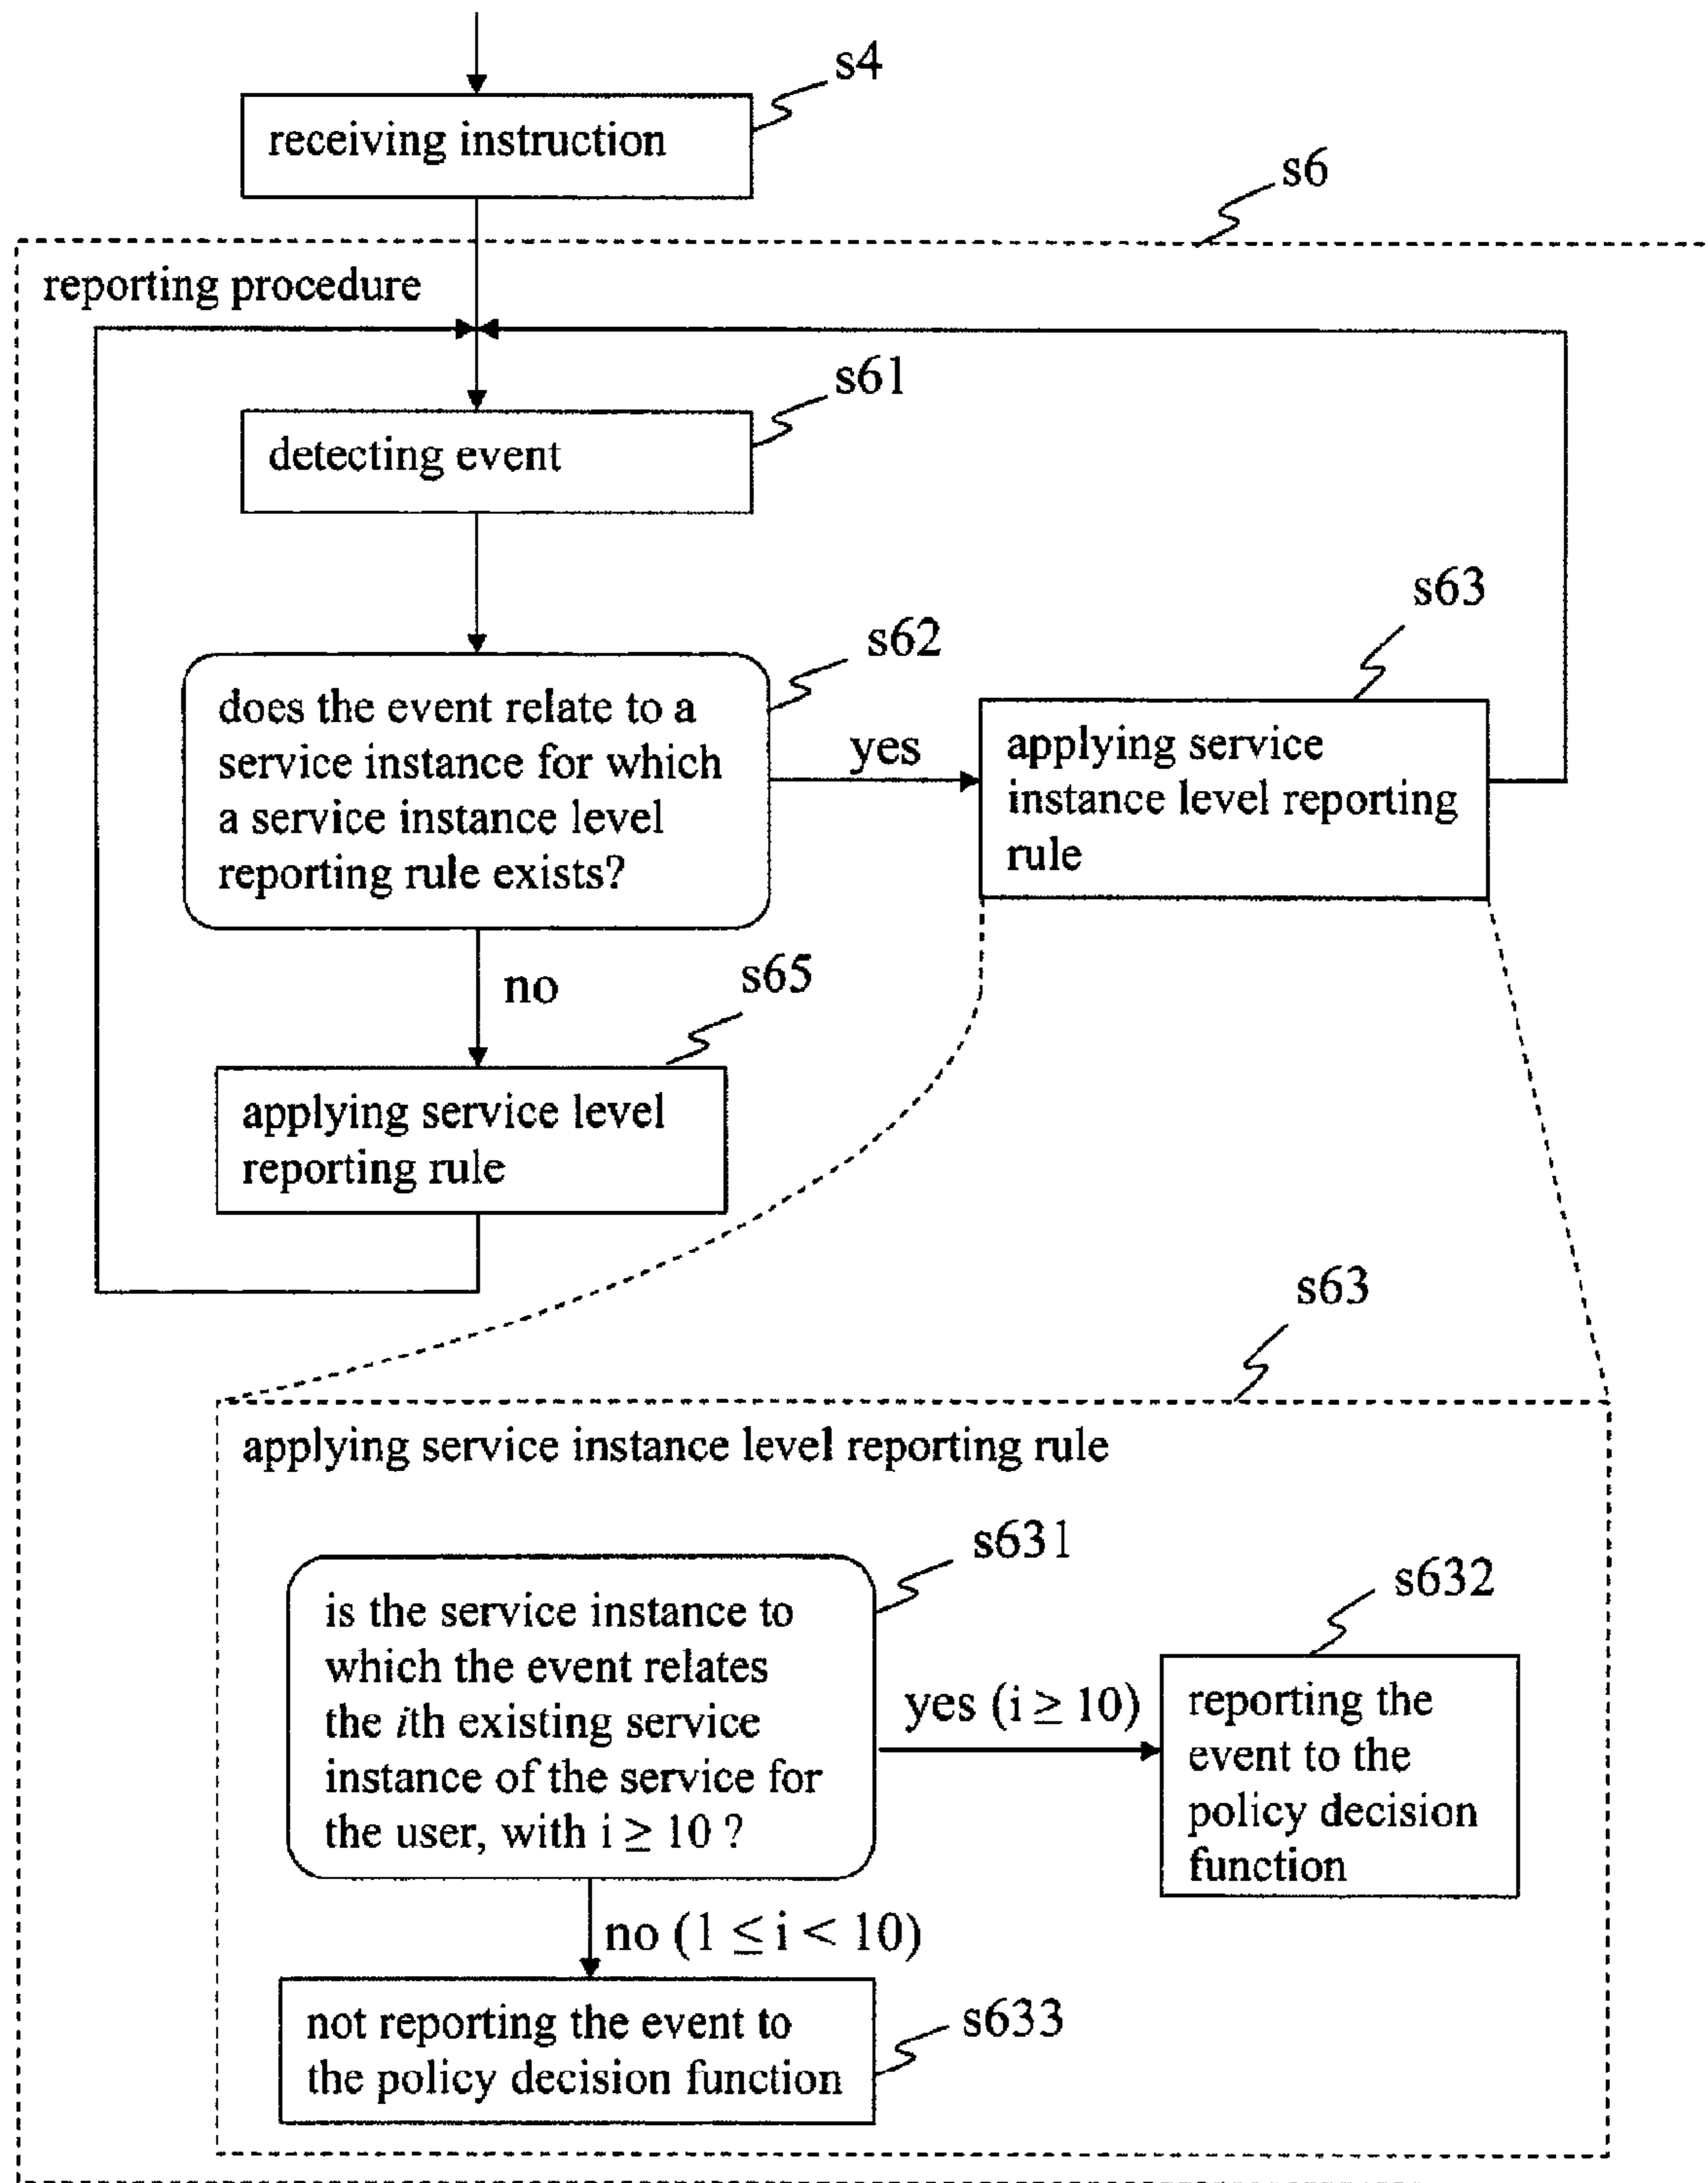 s4
receiving instruction
s6
reporting procedure
s61
detecting event
s63
s62
does the event relate to a
service instance for which
a service instance level
reporting rule exists?
yes
applying service
instance level reporting
rule
no
s65
applying service level
reporting rule
s63
applying service instance level reporting rule
s631
is the service instance to
which the event relates
the ith existing service
instance of the service for
the user, with i ≥ 10 ?
s632
yes (i ≥ 10)
reporting the
event to the
policy decision
function
no (1 ≤ i < 10)
s633
not reporting the event to
the policy decision function